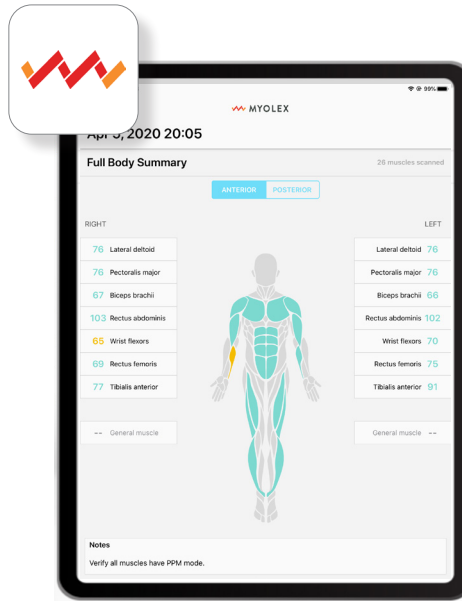 99%
MYOLEX
Apr 5, 2020 20:05
Full Body Summary 26 muscles scanned
ANTERIOR POSTERIOR
RIGHT LEFT
76 Lateral deltoid Lateral deltoid 76
76 Pectoralis major Pectoralis major 76
67 Biceps brachii Biceps brachii 66
103 Rectus abdominis Rectus abdominis 102
65 Wrist flexors Wrist flexors 70
69 Rectus femoris Rectus femoris 75
77 Tibialis anterior Tibialis anterior 91
-- General muscle General muscle --
Notes
Verify all muscles have PPM mode.